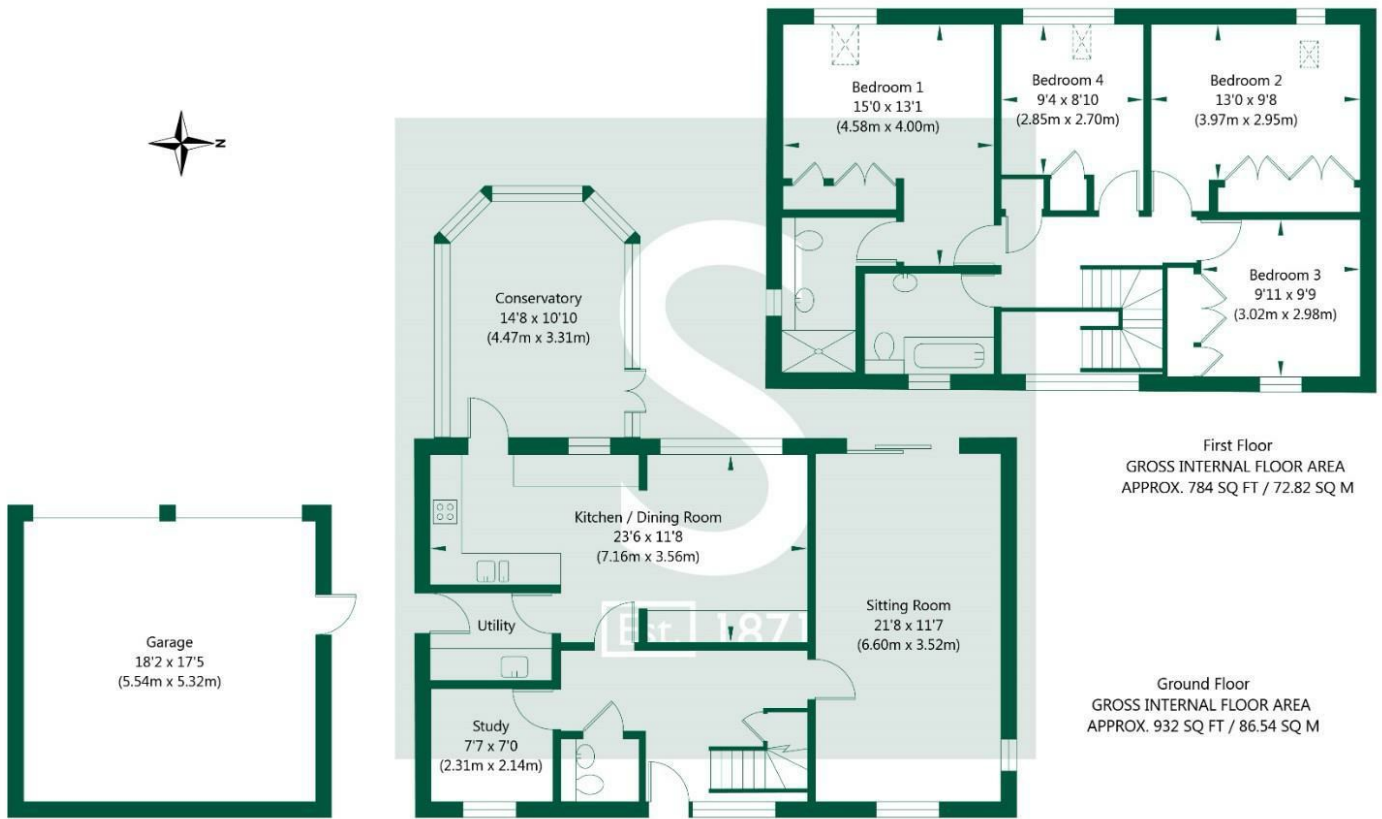 Bedroom 1
15'0 x 13'1
(4.58m x 4.00m)
Bedroom 4
9'4 x 8'10
(2.85m x 2.70m)
Bedroom 2
13'0 x 9'8
(3.97m x 2.95m)
N
Conservatory
14'8 x 10'10
(4.47m x 3.31m)
Bedroom 3
9'11 x 9'9
(3.02m x 2.98m)
S
First Floor
GROSS INTERNAL FLOOR AREA
APPROX. 784 SQ FT / 72.82 SQ M
Kitchen / Dining Room
23'6 x 11'8
(7.16m x 3.56m)
Garage
18'2 x 17'5
(5.54m x 5.32m)
Utility
Est. 1871
Sitting Room
21'8 x 11'7
(6.60m x 3.52m)
Study
7'7 x 7'0
(2.31m x 2.14m)
Ground Floor
GROSS INTERNAL FLOOR AREA
APPROX. 932 SQ FT / 86.54 SQ M